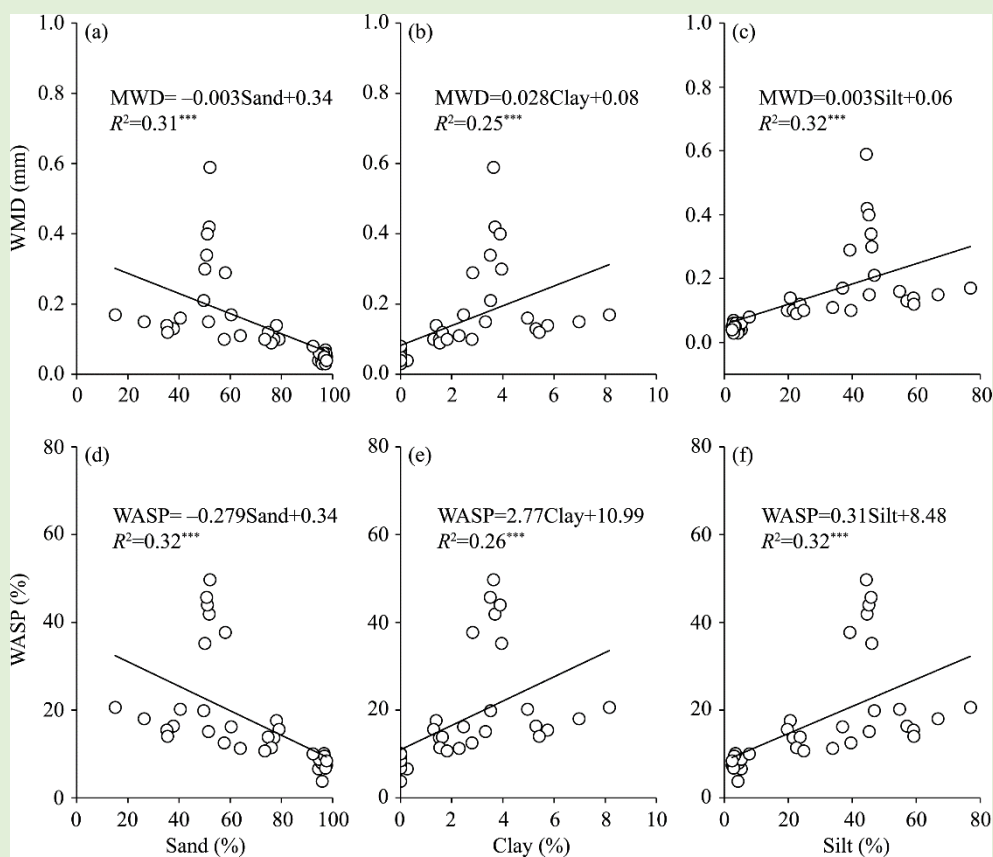 (a)
(b)
(c)
1.0
0.8
0.6
0.4
0.2
0.0
WMD (mm)
MWD= –0.003Sand+0.34
R²=0.31***
0 20 40 60 80 100
1.0
0.8
0.6
0.4
0.2
0.0
MWD=0.028Clay+0.08
R²=0.25***
0 2 4 6 8 10
1.0
0.8
0.6
0.4
0.2
0.0
MWD=0.003Silt+0.06
R²=0.32***
0 20 40 60 80
(d)
(e)
(f)
80
60
40
20
0
WASP (%)
WASP= –0.279Sand+0.34
R²=0.32***
0 20 40 60 80 100
Sand (%)
80
60
40
20
0
WASP=2.77Clay+10.99
R²=0.26***
0 2 4 6 8 10
Clay (%)
80
60
40
20
0
WASP=0.31Silt+8.48
R²=0.32***
0 20 40 60 80
Silt (%)